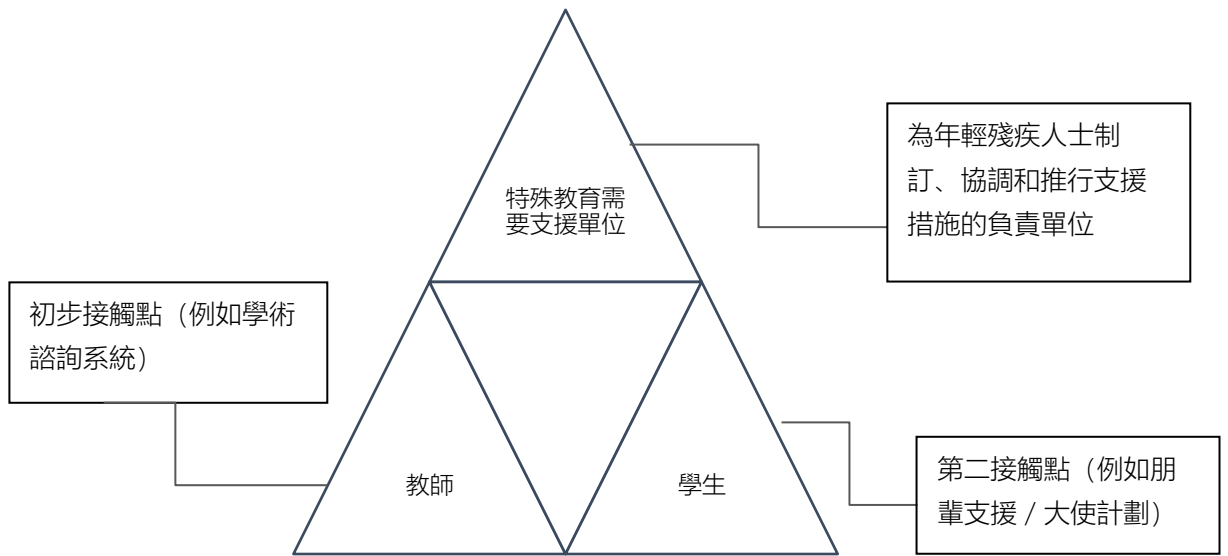 特殊教育需
要支援單位
為年輕殘疾人士制
訂、協調和推行支援
措施的負責單位
初步接觸點（例如學術
諮詢系統）
教師
學生
第二接觸點（例如朋
輩支援 / 大使計劃）